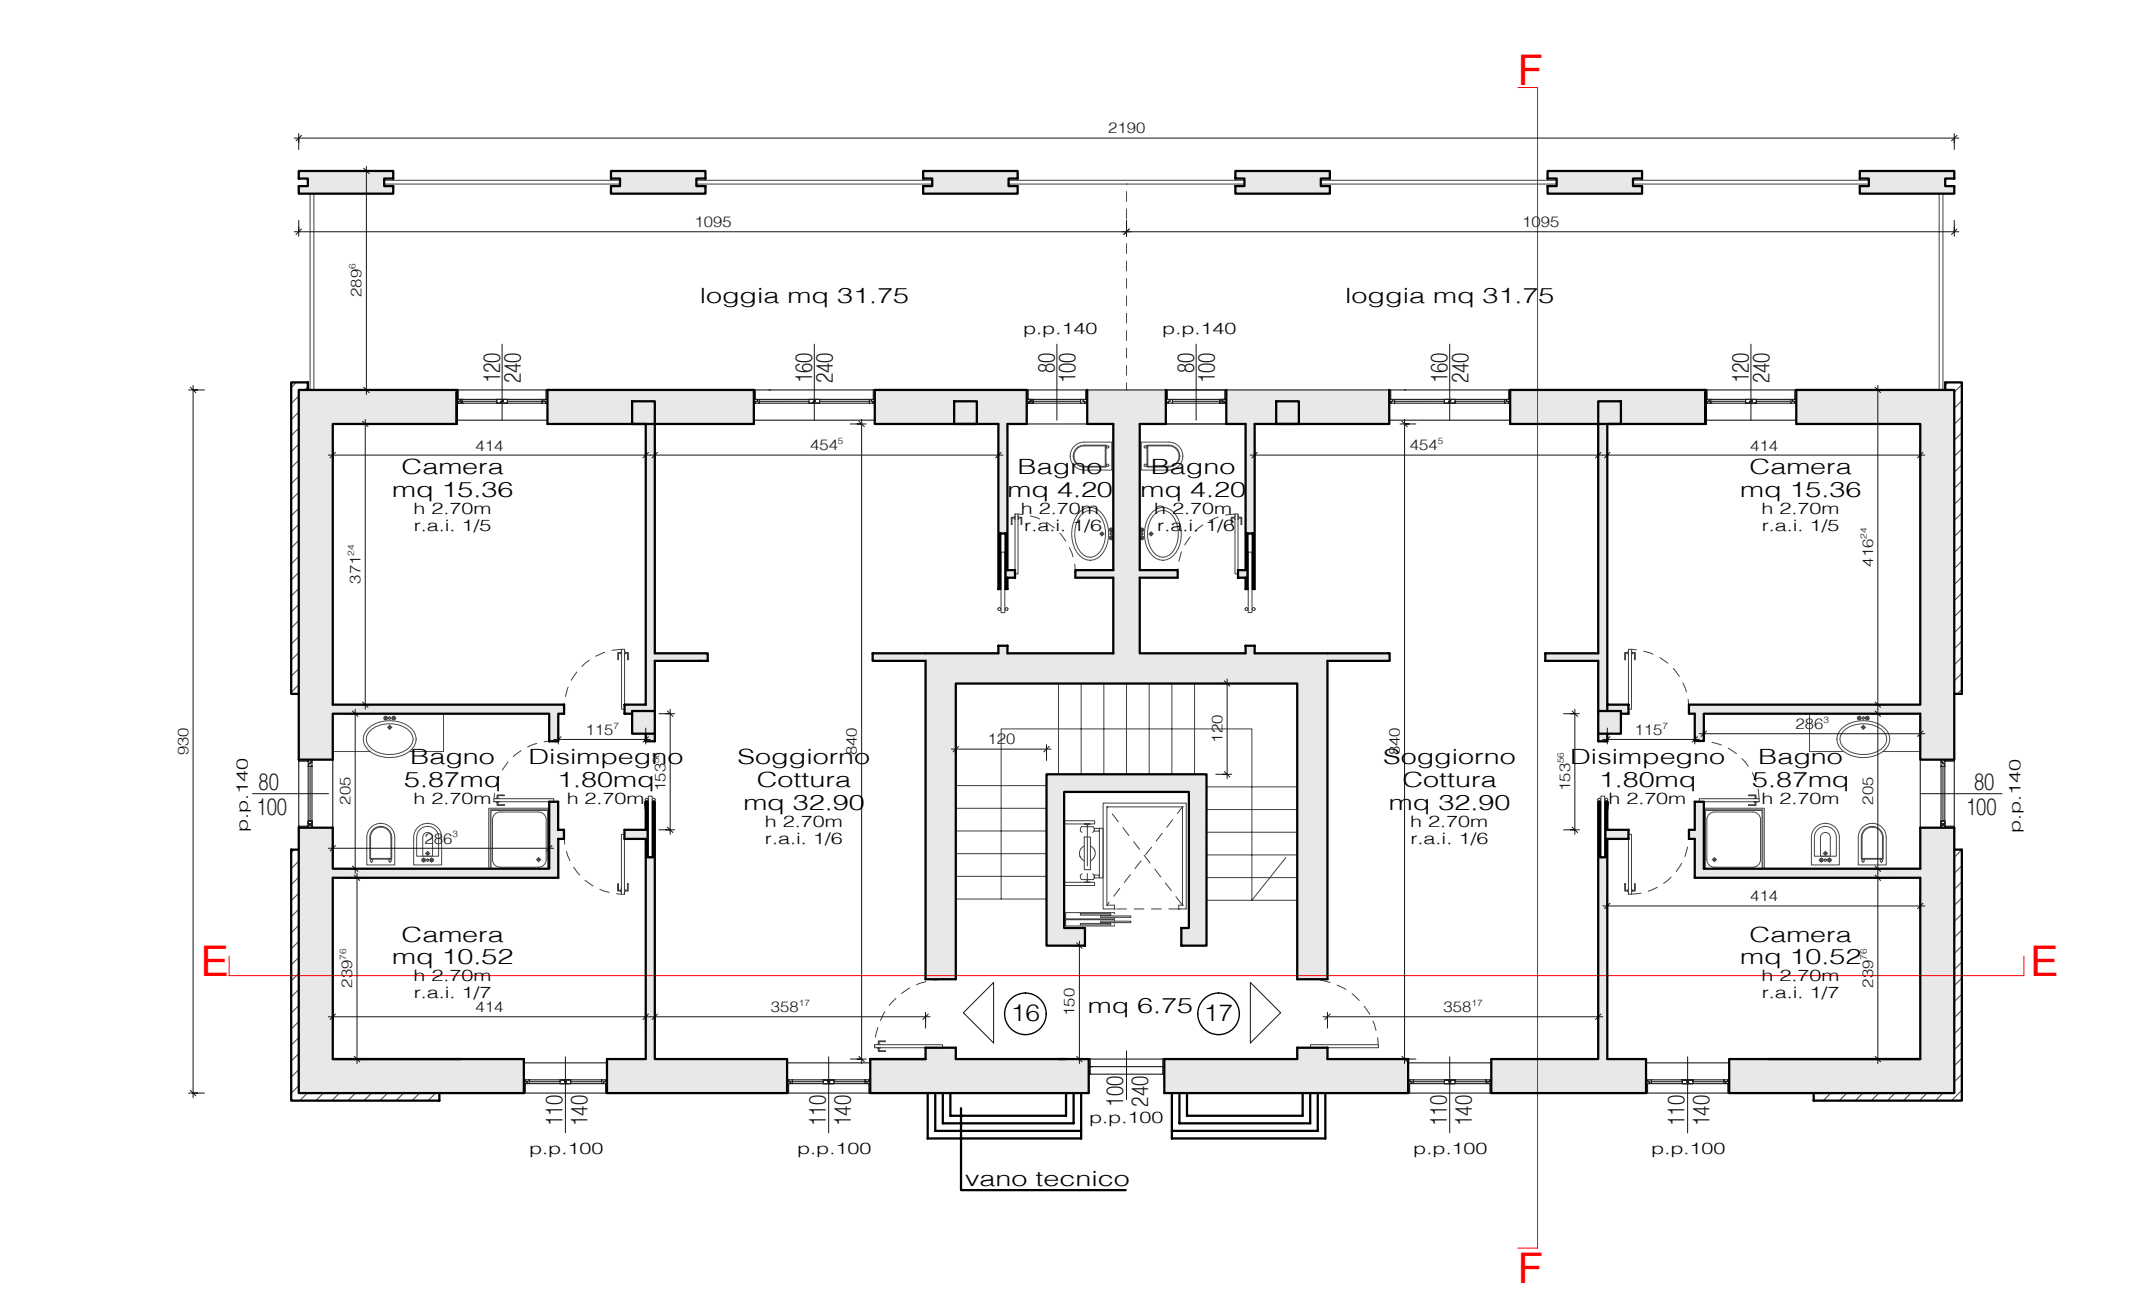 F
2190
1095
1095
289⁶
loggia mq 31.75
loggia mq 31.75
p.p.140
p.p.140
120
240
160
240
80
100
80
100
160
240
120
240
930
414
454⁵
454⁵
414
Camera
mq 15.36
h 2.70m
r.a.i. 1/5
Bagno
mq 4.20
h 2.70m
r.a.i. 1/6
Bagno
mq 4.20
h 2.70m
r.a.i. 1/6
Camera
mq 15.36
h 2.70m
r.a.i. 1/5
371²⁴
416²⁴
115⁷
120
120
115⁷
286³
p.p.140
80
100
205
Bagno
5.87mq
h 2.70m
286³
Disimpegno
1.80mq
h 2.70m
153
Soggiorno
Cottura
mq 32.90
h 2.70m
r.a.i. 1/6
840
Soggiorno
Cottura
mq 32.90
h 2.70m
r.a.i. 1/6
840
153⁵⁶
Disimpegno
1.80mq
h 2.70m
Bagno
5.87mq
h 2.70m
205
80
100
p.p.140
414
Camera
mq 10.52
h 2.70m
r.a.i. 1/7
239⁷⁶
Camera
mq 10.52
h 2.70m
r.a.i. 1/7
239⁷⁶
E
E
414
358¹⁷
16
150
mq 6.75
17
358¹⁷
110
140
p.p.100
110
140
p.p.100
100
240
p.p.100
110
140
p.p.100
110
140
p.p.100
vano tecnico
F